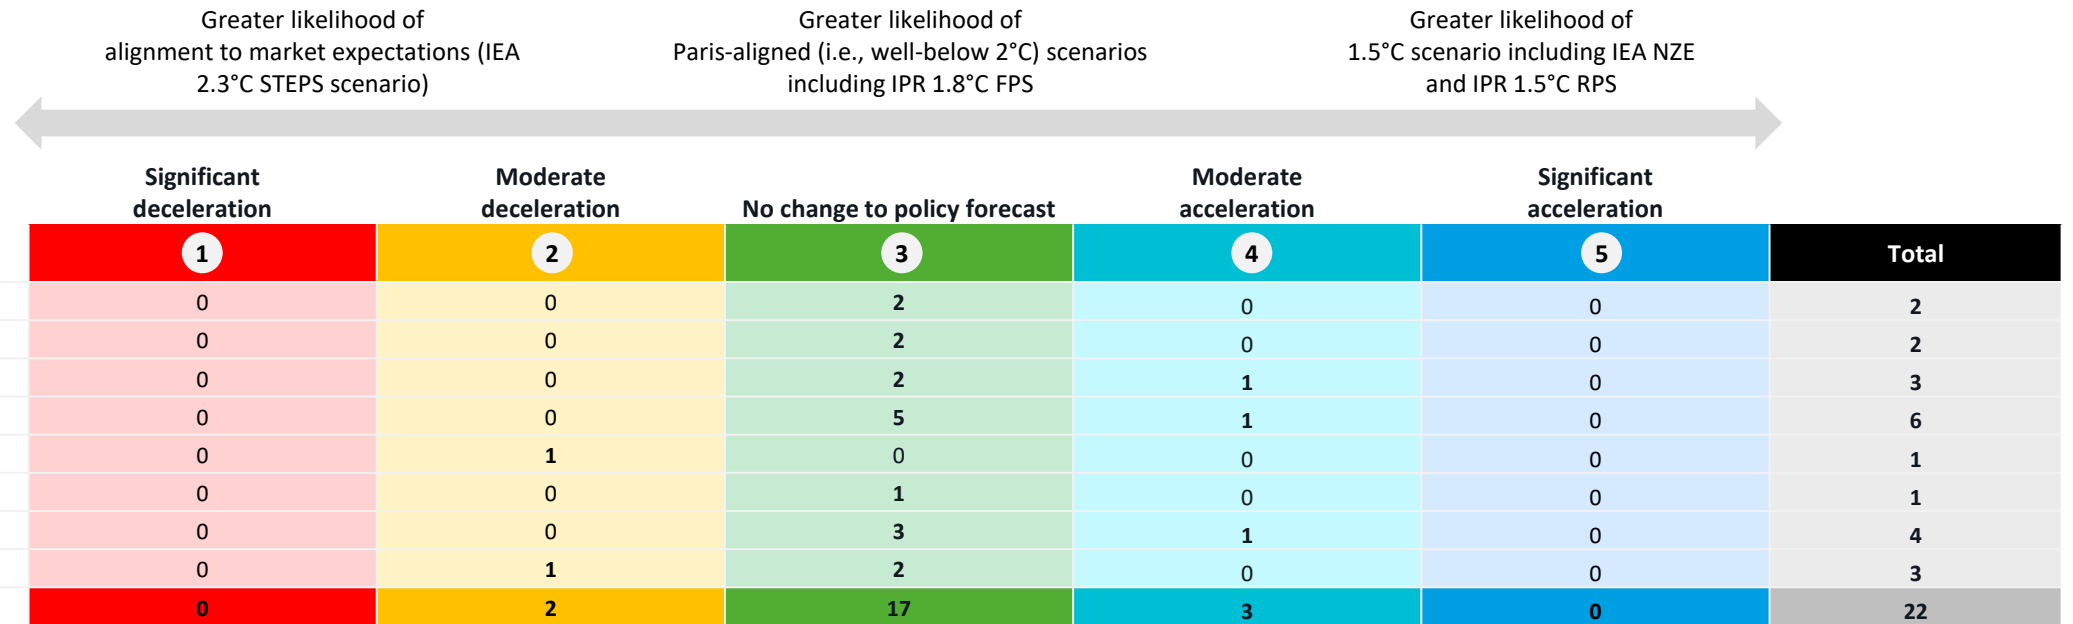 Greater likelihood of
alignment to market expectations (IEA
2.3°C STEPS scenario)
Greater likelihood of
Paris-aligned (i.e., well-below 2°C) scenarios
including IPR 1.8°C FPS
Greater likelihood of
1.5°C scenario including IEA NZE
and IPR 1.5°C RPS
Significant
deceleration
Moderate
deceleration
No change to policy forecast
Moderate
acceleration
Significant
acceleration
1 2 3 4 5 Total
0 0 2 0 0 2
0 0 2 0 0 2
0 0 2 1 0 3
0 0 5 1 0 6
0 1 0 0 0 1
0 0 1 0 0 1
0 0 3 1 0 4
0 1 2 0 0 3
0 2 17 3 0 22